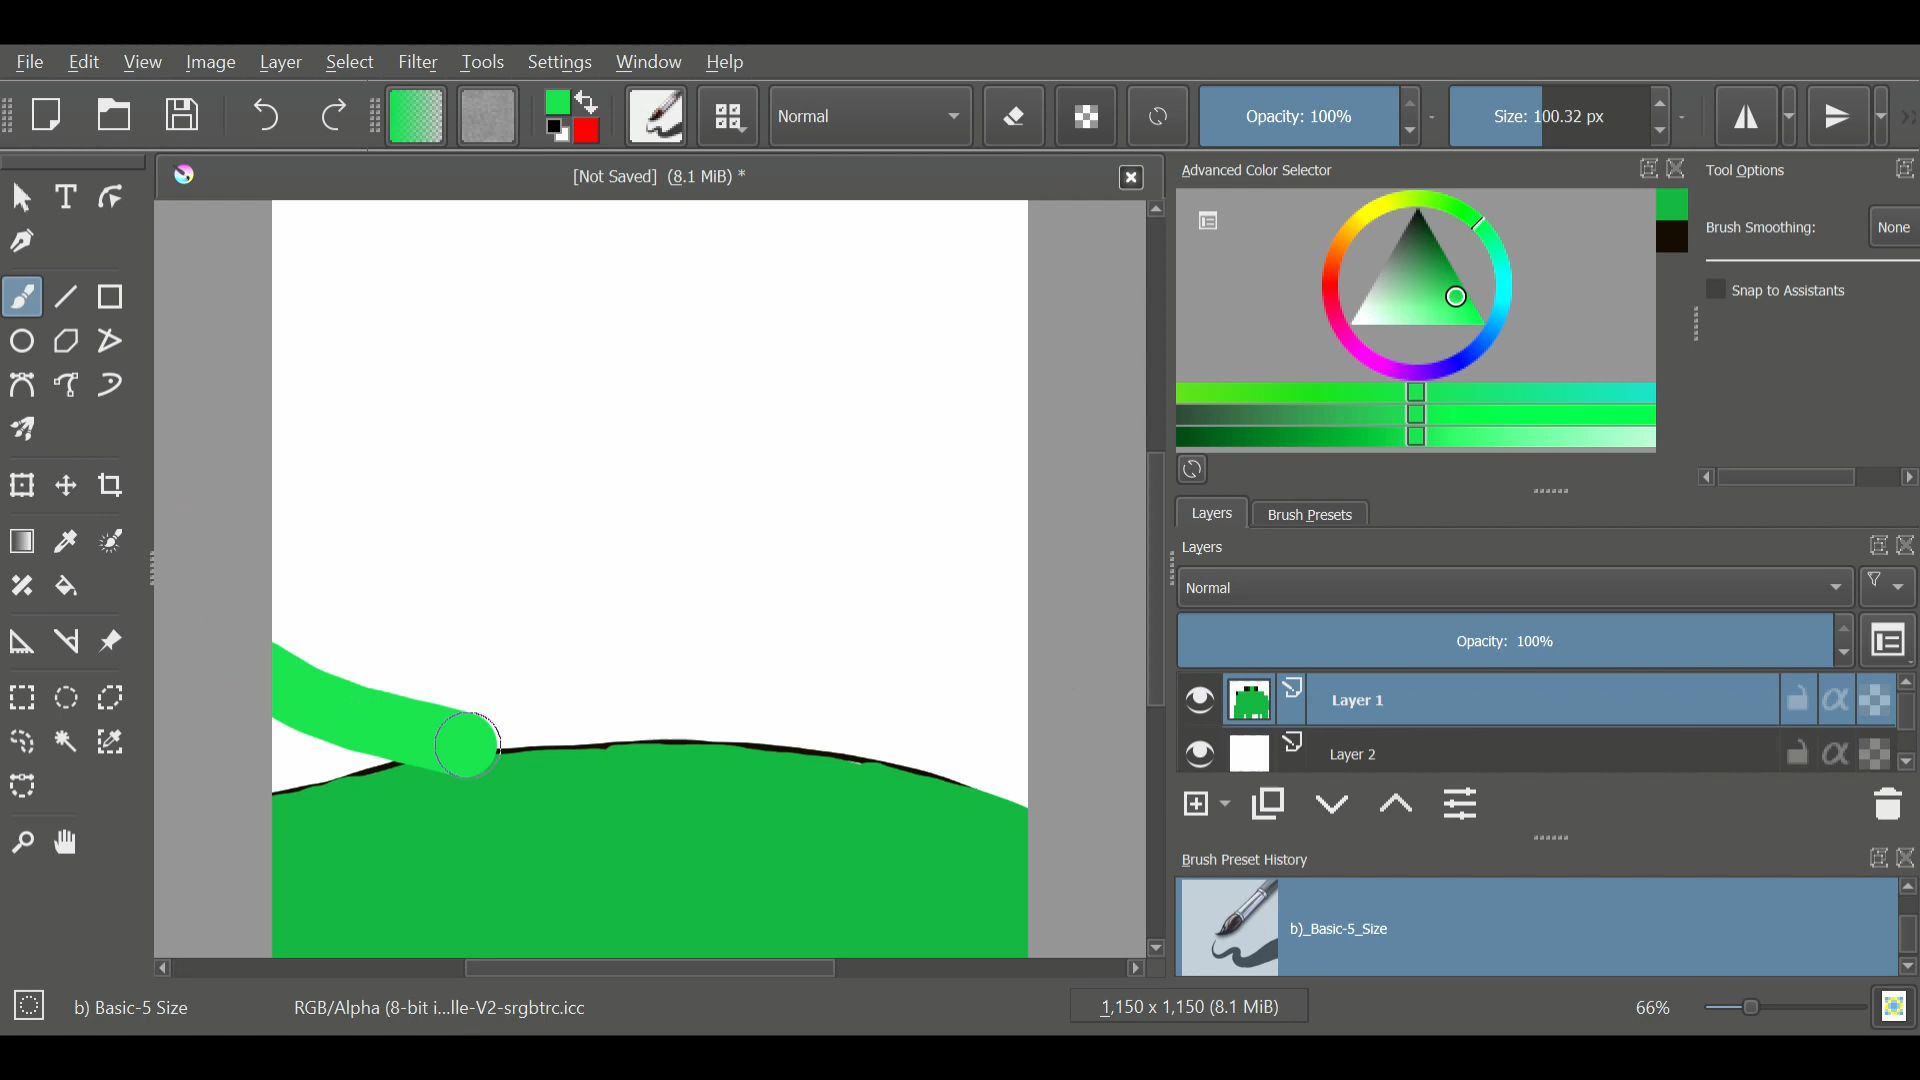 File Edit View Image Layer Select Filter Tools Settings Window Help
Normal Opacity: 100% Size: 100.32 px
[Not Saved] (8.1 MiB) *
Advanced Color Selector
Tool Options
Brush Smoothing: None
Snap to Assistants
Layers Brush Presets
Layers
Normal
Opacity: 100%
Layer 1
Layer 2
Brush Preset History
b)_Basic-5_Size
b) Basic-5 Size RGB/Alpha (8-bit i...lle-V2-srgbtrc.icc 1,150 x 1,150 (8.1 MiB) 66%